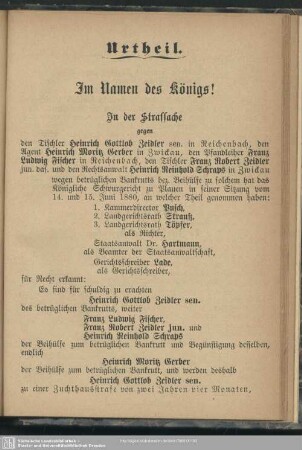 Urtheil.
Im Namen des Königs!
In der Strafsache
gegen
den Tischler Heinrich Gottlob Zeidler sen. in Reichenbach, den
Agent Heinrich Moritz Gerber in Zwickau, den Pfandleiher Franz
Ludwig Fischer in Reichenbach, den Tischler Franz Robert Zeidler
jun. das. und den Rechtsanwalt Heinrich Reinhold Schraps in Zwickau
wegen betrüglichen Bankrutts, bez. Beihülfe zu solchem hat das
Königliche Schwurgericht zu Plauen in seiner Sitzung vom
14. und 15. Juni 1880, an welcher Theil genommen haben:
1. Kammerdirector Posch,
2. Landgerichtsrath Strauß,
3. Landgerichtsrath Töpfer,
als Richter,
Staatsanwalt Dr. Hartmann,
als Beamter der Staatsanwaltschaft,
Gerichtsschreiber Lade,
als Gerichtsschreiber,
für Recht erkannt:
Es sind für schuldig zu erachten
Heinrich Gottlob Zeidler sen.
des betrüglichen Bankrutts, weiter
Franz Ludwig Fischer,
Franz Robert Zeidler jun. und
Heinrich Reinhold Schraps
der Beihülfe zum betrüglichen Bankrutt und Begünstigung desselben,
endlich
Heinrich Moritz Gerber
der Beihülfe zum betrüglichen Bankrutt, und werden deshalb
Heinrich Gottlob Zeidler sen.
zu einer Zuchthausstrafe von zwei Jahren vier Monaten,